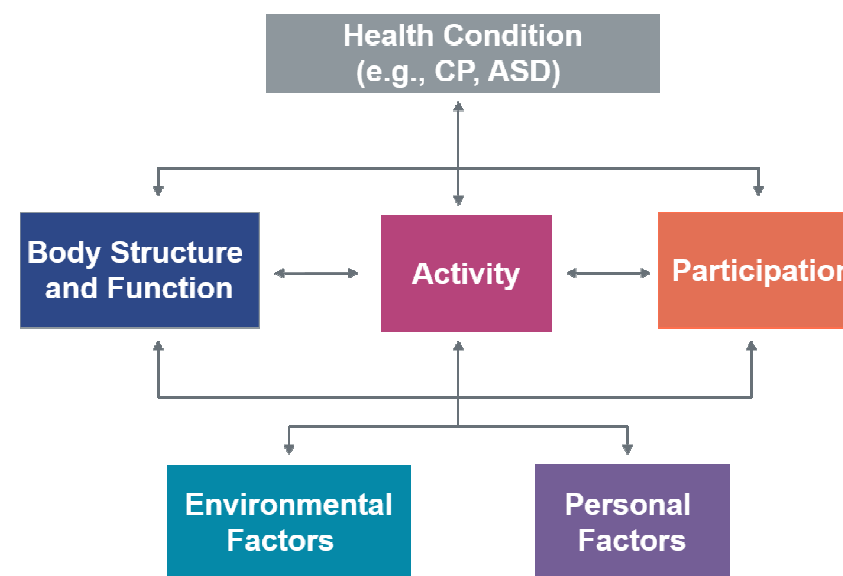 Health Condition
(e.g., CP, ASD)
Body Structure
and Function
Activity
Participation
Environmental
Factors
Personal
Factors